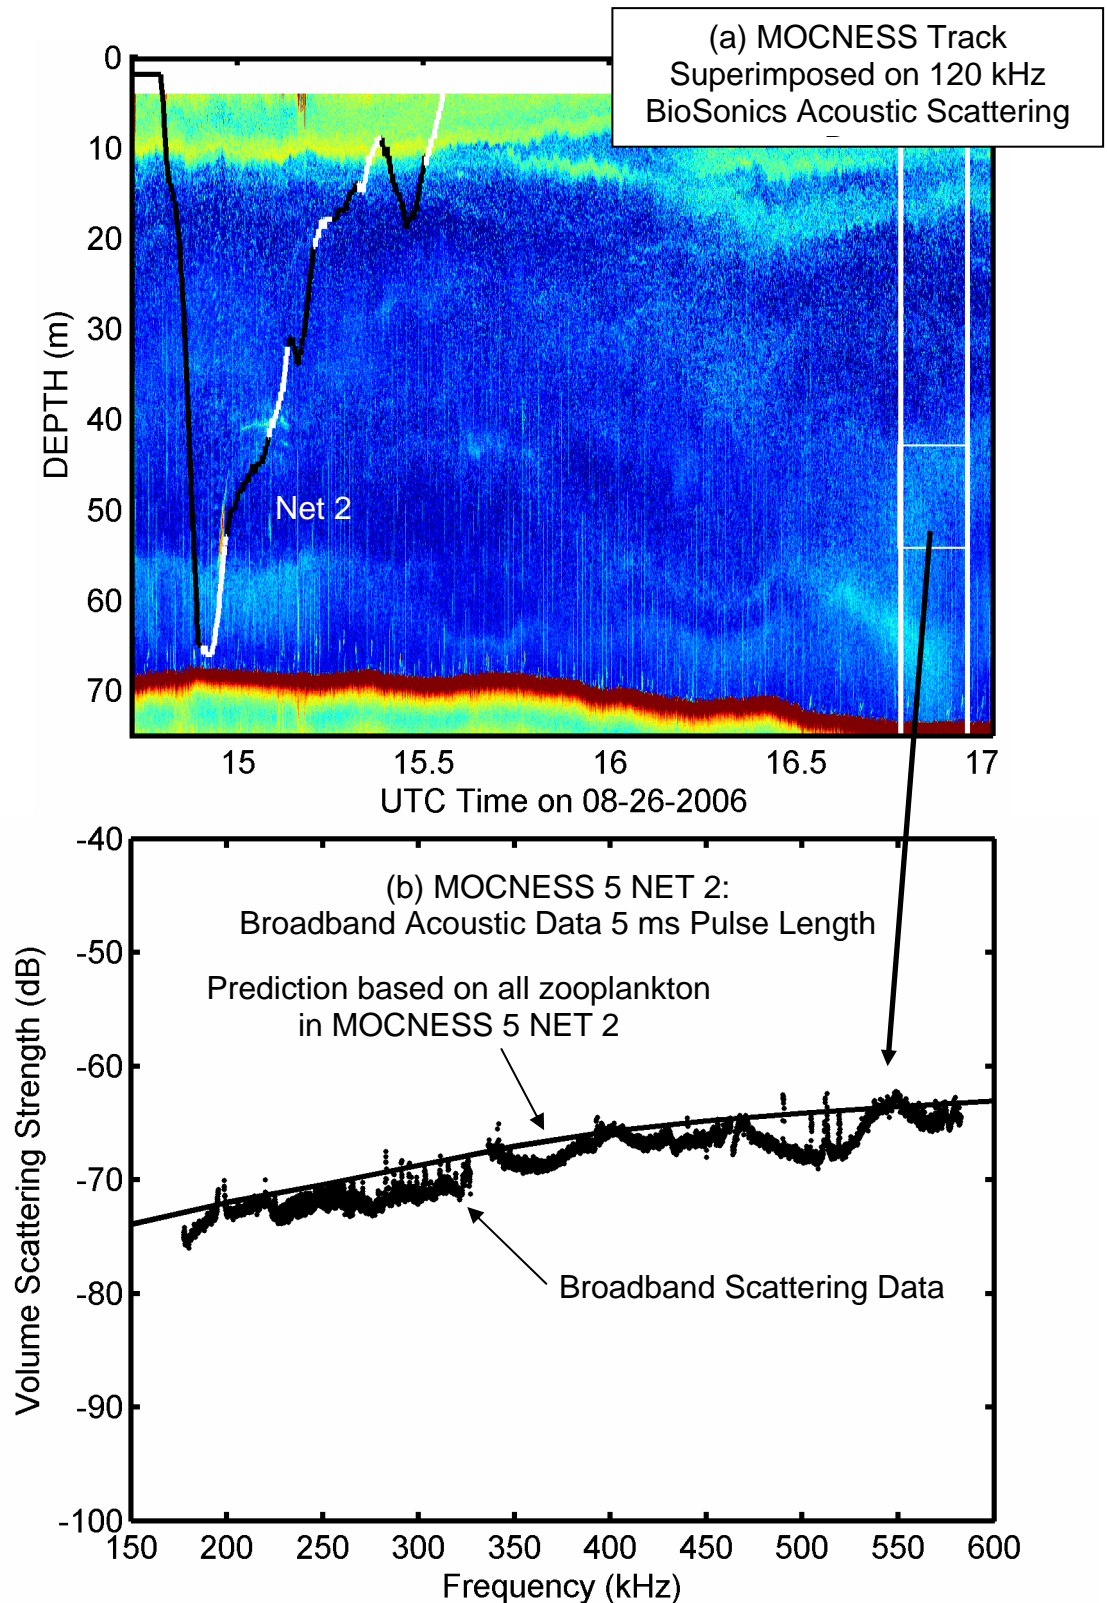 (a) MOCNESS Track
Superimposed on 120 kHz
BioSonics Acoustic Scattering
0
10
20
30
40
50
60
70
DEPTH (m)
Net 2
15
15.5
16
16.5
17
UTC Time on 08-26-2006
-40
-50
-60
-70
-80
-90
-100
Volume Scattering Strength (dB)
(b) MOCNESS 5 NET 2:
Broadband Acoustic Data 5 ms Pulse Length
Prediction based on all zooplankton
in MOCNESS 5 NET 2
Broadband Scattering Data
150
200
250
300
350
400
450
500
550
600
Frequency (kHz)